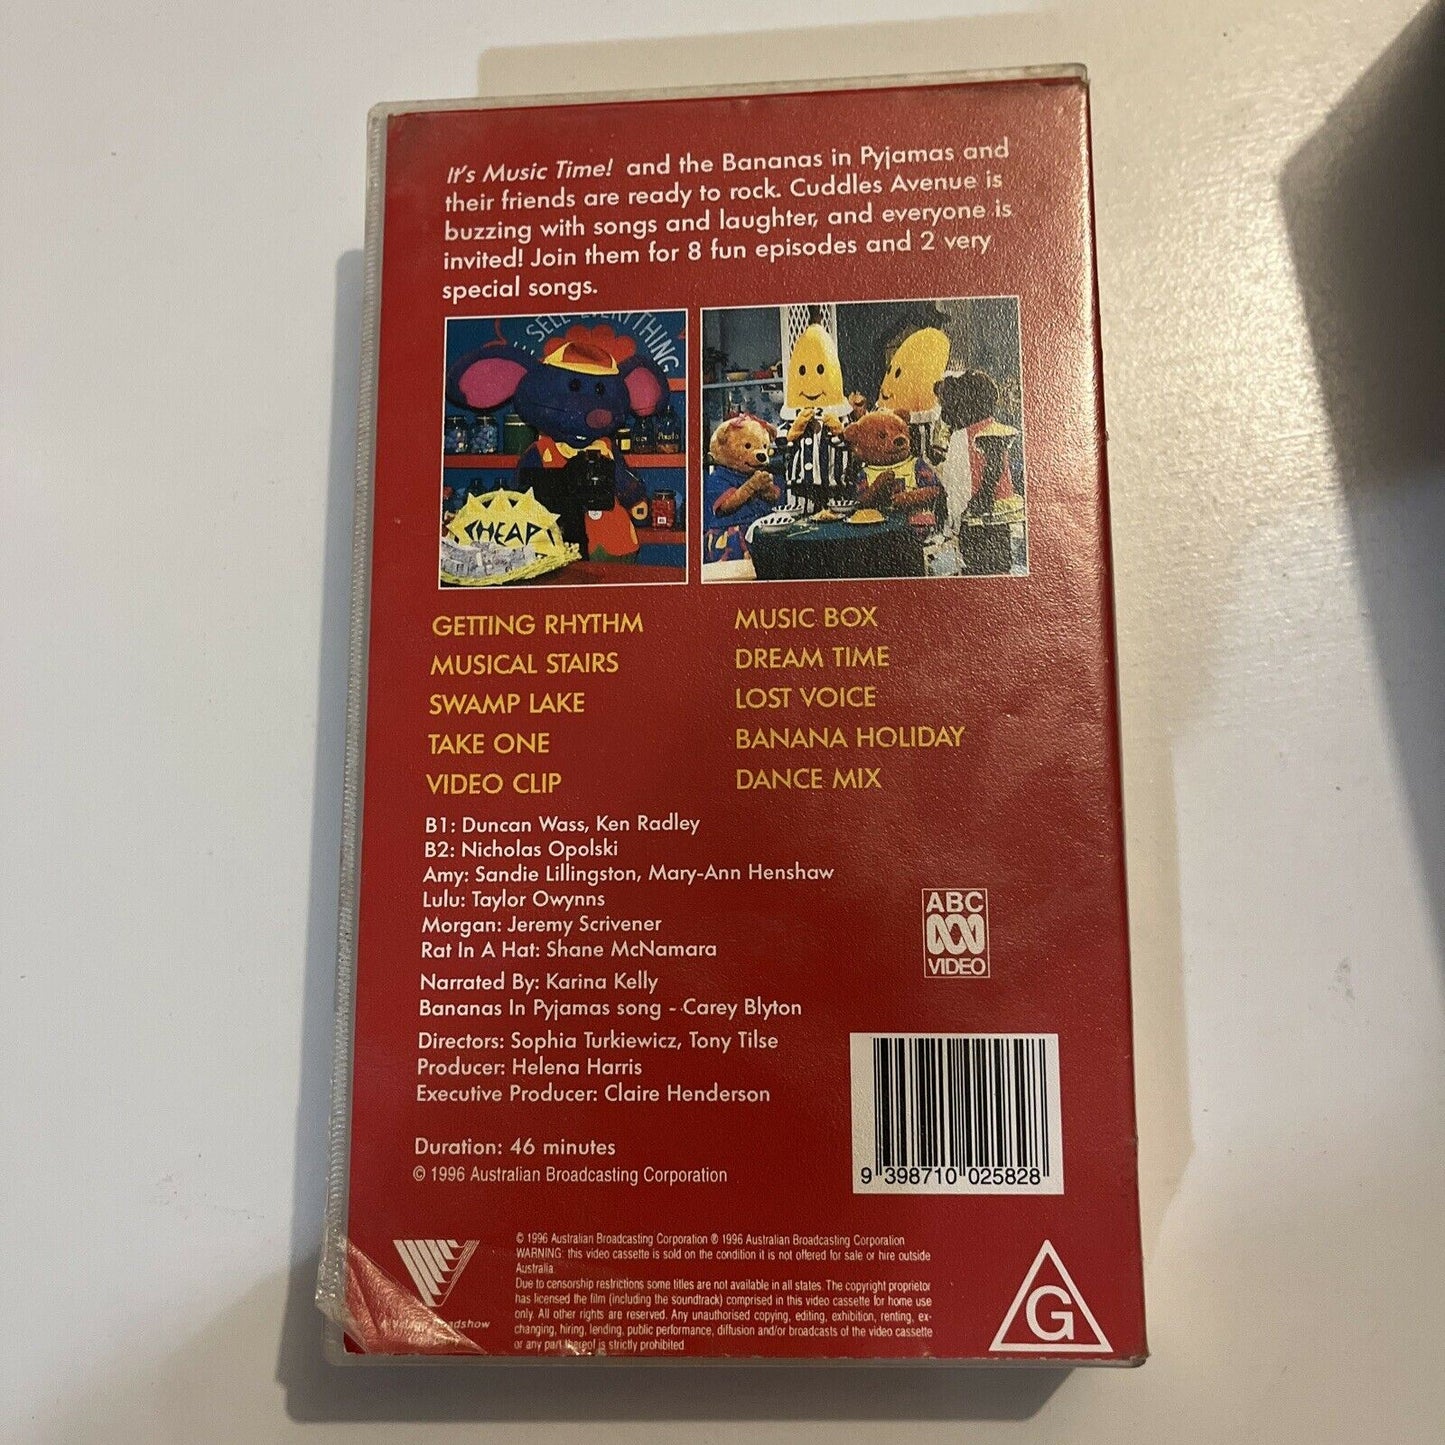 It's Music Time! and the Bananas in Pyjamas and
their friends are ready to rock. Cuddles Avenue is
buzzing with songs and laughter, and everyone is
invited! Join them for 8 fun episodes and 2 very
special songs.
...SELL EVERYTHING
CHEAP!
GETTING RHYTHM
MUSICAL STAIRS
SWAMP LAKE
TAKE ONE
VIDEO CLIP
MUSIC BOX
DREAM TIME
LOST VOICE
BANANA HOLIDAY
DANCE MIX
B1: Duncan Wass, Ken Radley
B2: Nicholas Opolski
Amy: Sandie Lillingston, Mary-Ann Henshaw
Lulu: Taylor Owynns
Morgan: Jeremy Scrivener
Rat In A Hat: Shane McNamara
Narrated By: Karina Kelly
Bananas In Pyjamas song - Carey Blyton
Directors: Sophia Turkiewicz, Tony Tilse
Producer: Helena Harris
Executive Producer: Claire Henderson
Duration: 46 minutes
© 1996 Australian Broadcasting Corporation
ABC
VIDEO
9 398710 025828
© 1996 Australian Broadcasting Corporation ℗ 1996 Australian Broadcasting Corporation
WARNING: this video cassette is sold on the condition it is not offered for sale or hire outside
Australia.
Due to censorship restrictions some titles are not available in all states. The copyright proprietor
has licensed the film (including the soundtrack) comprised in this video cassette for home use
only. All other rights are reserved. Any unauthorised copying, editing, exhibition, renting, ex-
changing, hiring, lending, public performance, diffusion and/or broadcasts of the video cassette
or any part thereof is strictly prohibited
Roadshow
G